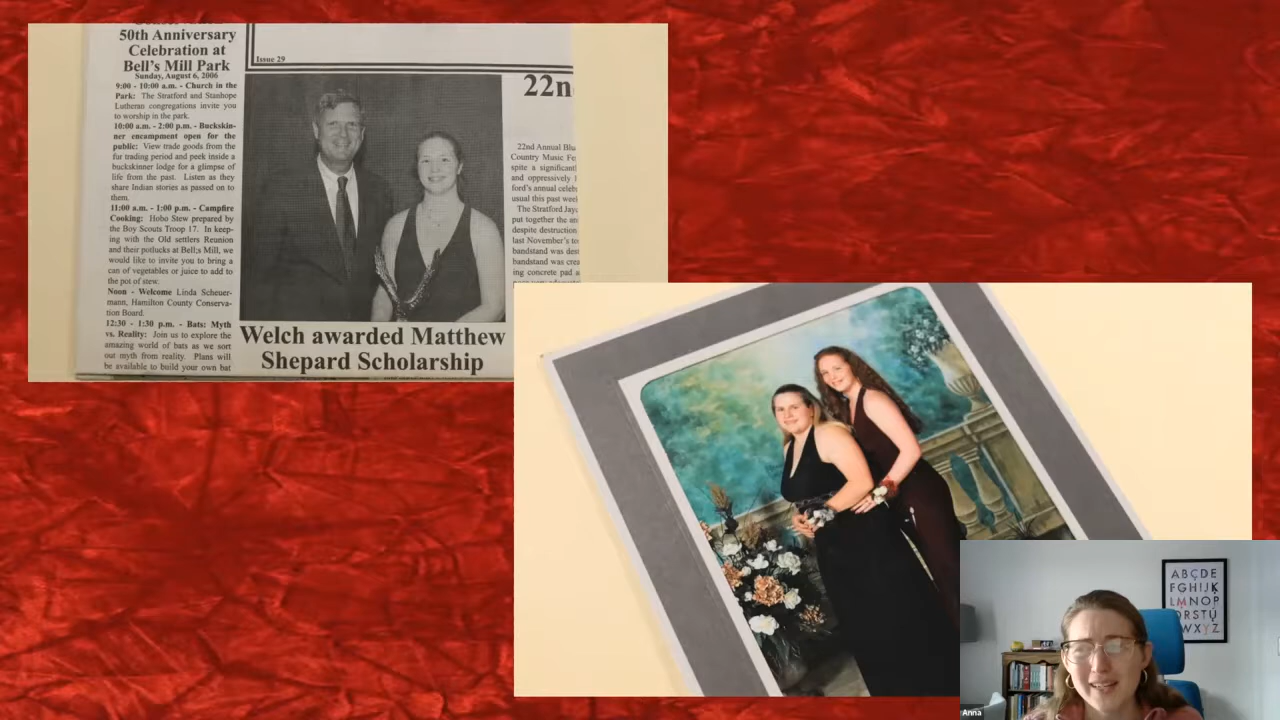 50th Anniversary
Celebration at
Bell's Mill Park
Sunday, August 6, 2006
9:00 - 10:00 a.m. - Church in the
Park: The Stratford and Stanhope
Lutheran congregations invite you
to worship in the park.
10:00 a.m. - 2:00 p.m. - Buckskin-
ner encampment open for the
public: View trade goods from the
fur trading period and peek inside a
buckskinner lodge for a glimpse of
life from the past. Listen as they
share Indian stories as passed on to
them.
11:00 a.m. - 1:00 p.m. - Campfire
Cooking: Hobo Stew prepared by
the Boy Scouts Troop 17. In keep-
ing with the Old settlers Reunion
and their potlucks at Bell;s Mill, we
would like to invite you to bring a
can of vegetables or juice to add to
the pot of stew.
Noon - Welcome Linda Scheuer-
mann, Hamilton County Conserva-
tion Board.
12:30 - 1:30 p.m. - Bats: Myth
vs. Reality: Join us to explore the
amazing world of bats as we sort
out myth from reality. Plans will
be available to build your own bat
Issue 29
Welch awarded Matthew
Shepard Scholarship
22n
22nd Annual Blu
Country Music Fe
spite a significant
and oppressively
ford's annual celeb
usual this past week
The Stratford Jayc
put together the an
despite destruction
last November's to
bandstand was dest
bandstand was crea
ing concrete pad a
ABCDE
FGHIJK
LMNOP
QRSTU
VWXYZ
Anna